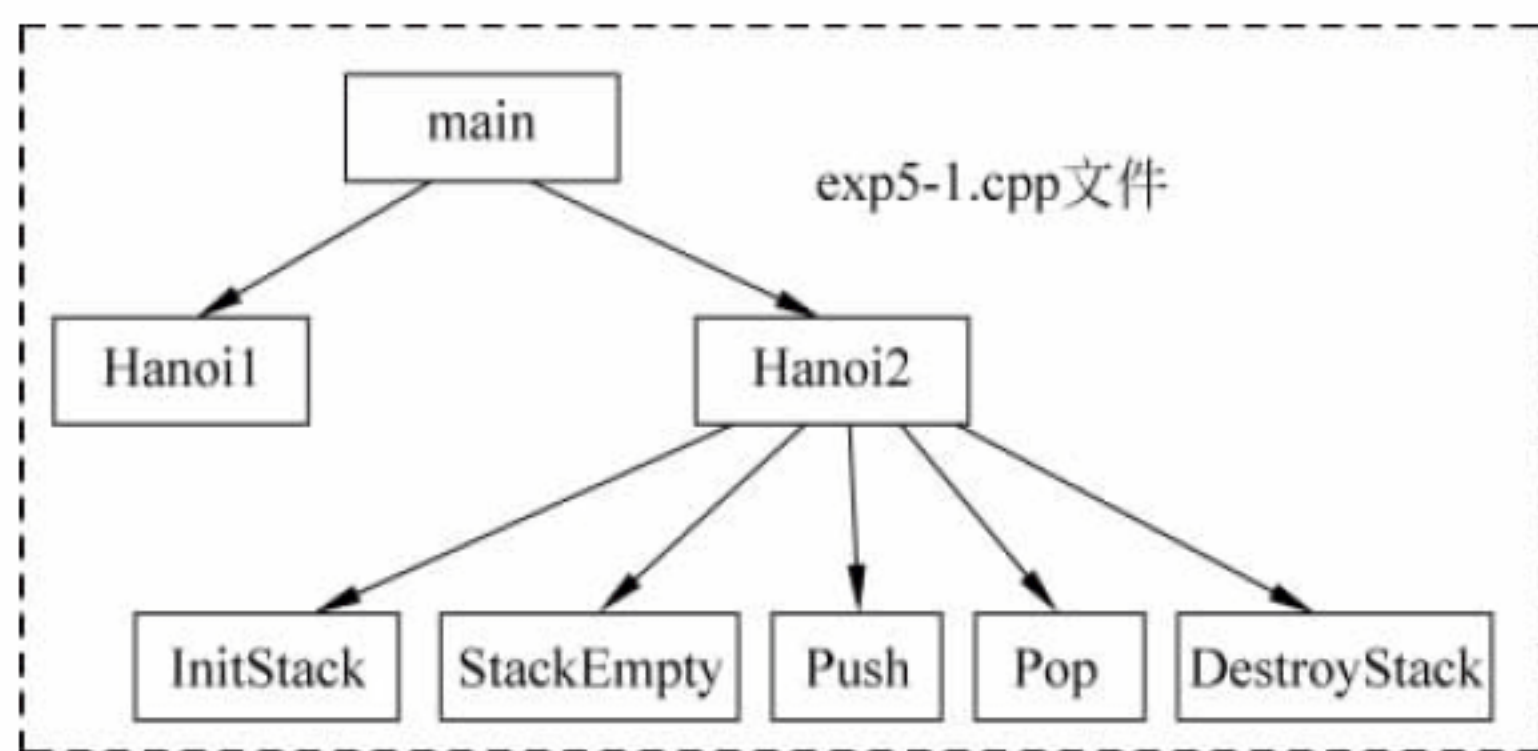 main
exp5-1.cpp文件
Hanoi1
Hanoi2
InitStack
StackEmpty
Push
Pop
DestroyStack